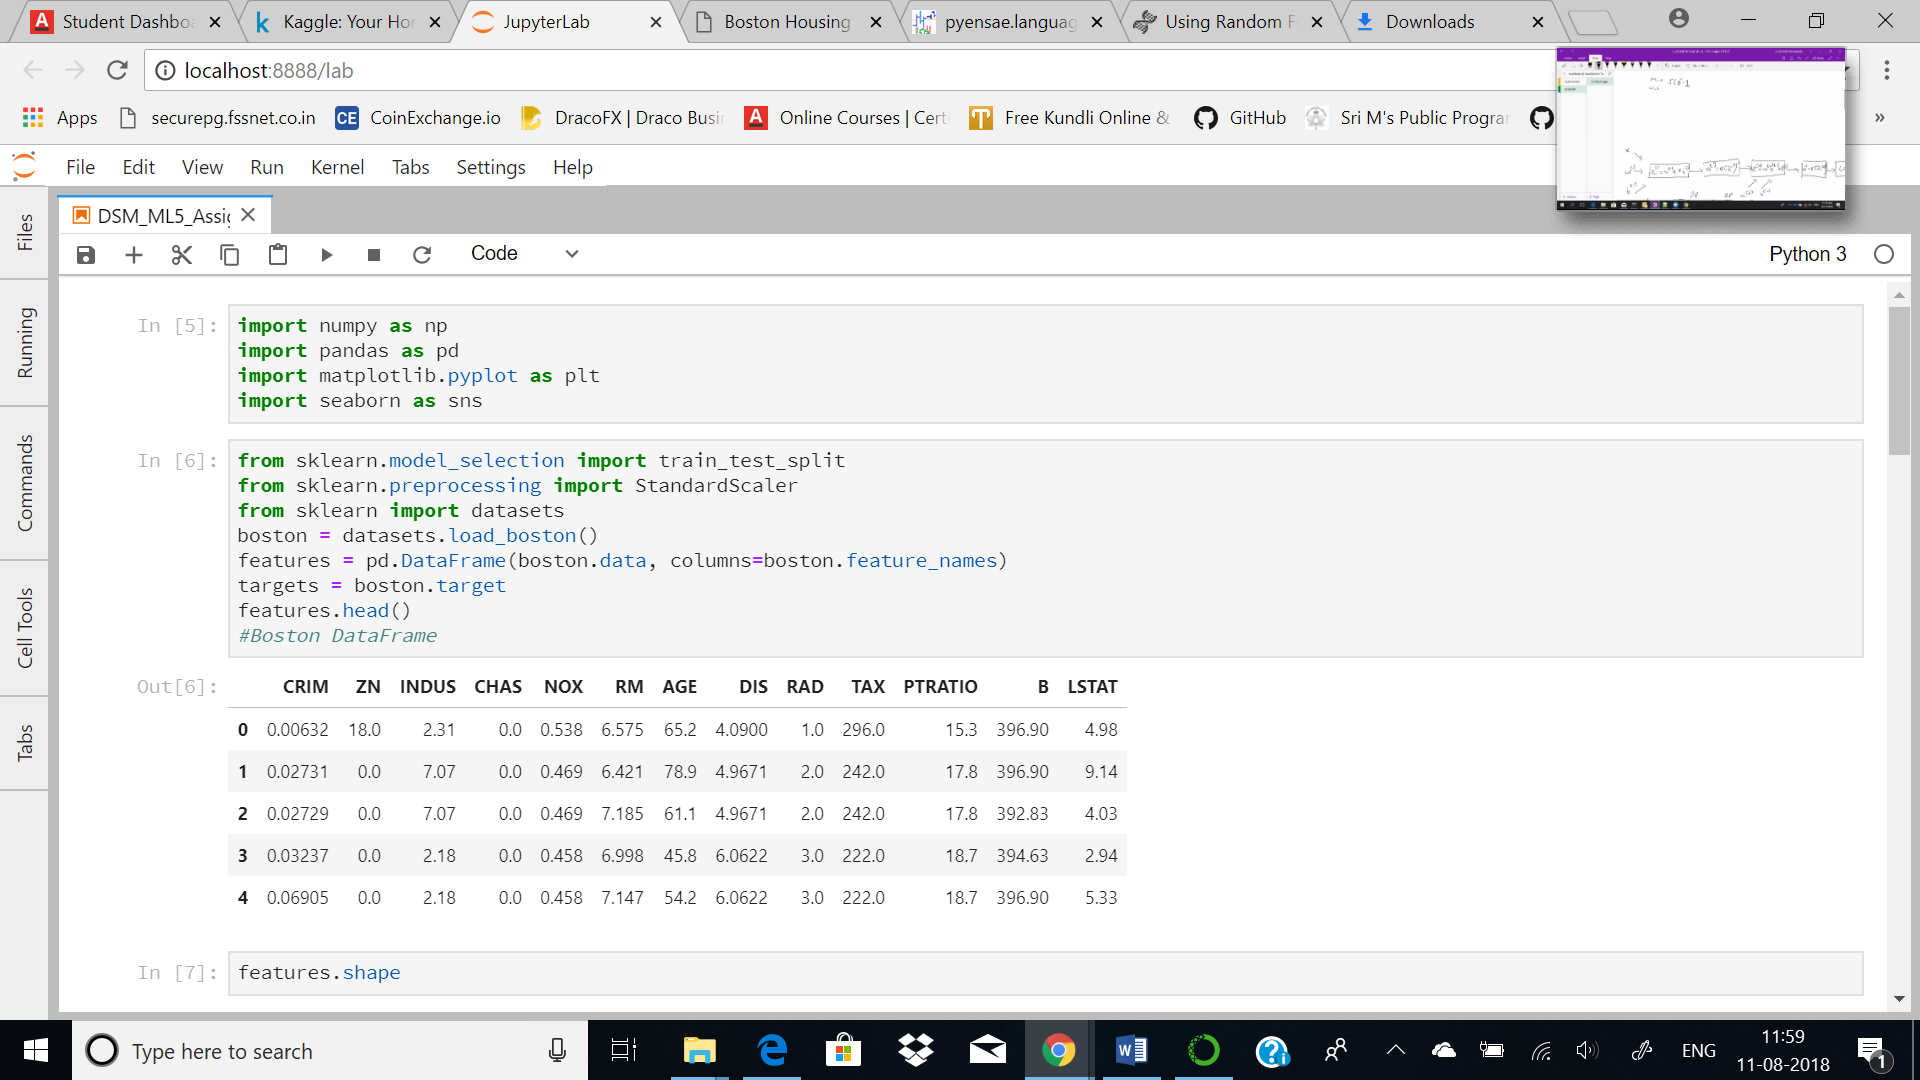 Student Dashboa
Kaggle: Your Hor
JupyterLab
Boston Housing
pyensae.languag
Using Random F
Downloads
localhost:8888/lab
Apps
securepg.fssnet.co.in
CE CoinExchange.io
DracoFX | Draco Busin
A Online Courses | Certi
T Free Kundli Online &
GitHub
Sri M's Public Program
»
File Edit View Run Kernel Tabs Settings Help
DSM_ML5_Assig
Code
Python 3
Files
Running
Commands
Cell Tools
Tabs
In [5]:
import numpy as np
import pandas as pd
import matplotlib.pyplot as plt
import seaborn as sns
In [6]:
from sklearn.model_selection import train_test_split
from sklearn.preprocessing import StandardScaler
from sklearn import datasets
boston = datasets.load_boston()
features = pd.DataFrame(boston.data, columns=boston.feature_names)
targets = boston.target
features.head()
#Boston DataFrame
Out[6]:
CRIM ZN INDUS CHAS NOX RM AGE DIS RAD TAX PTRATIO B LSTAT
0 0.00632 18.0 2.31 0.0 0.538 6.575 65.2 4.0900 1.0 296.0 15.3 396.90 4.98
1 0.02731 0.0 7.07 0.0 0.469 6.421 78.9 4.9671 2.0 242.0 17.8 396.90 9.14
2 0.02729 0.0 7.07 0.0 0.469 7.185 61.1 4.9671 2.0 242.0 17.8 392.83 4.03
3 0.03237 0.0 2.18 0.0 0.458 6.998 45.8 6.0622 3.0 222.0 18.7 394.63 2.94
4 0.06905 0.0 2.18 0.0 0.458 7.147 54.2 6.0622 3.0 222.0 18.7 396.90 5.33
In [7]:
features.shape
Type here to search
ENG
11:59
11-08-2018
1